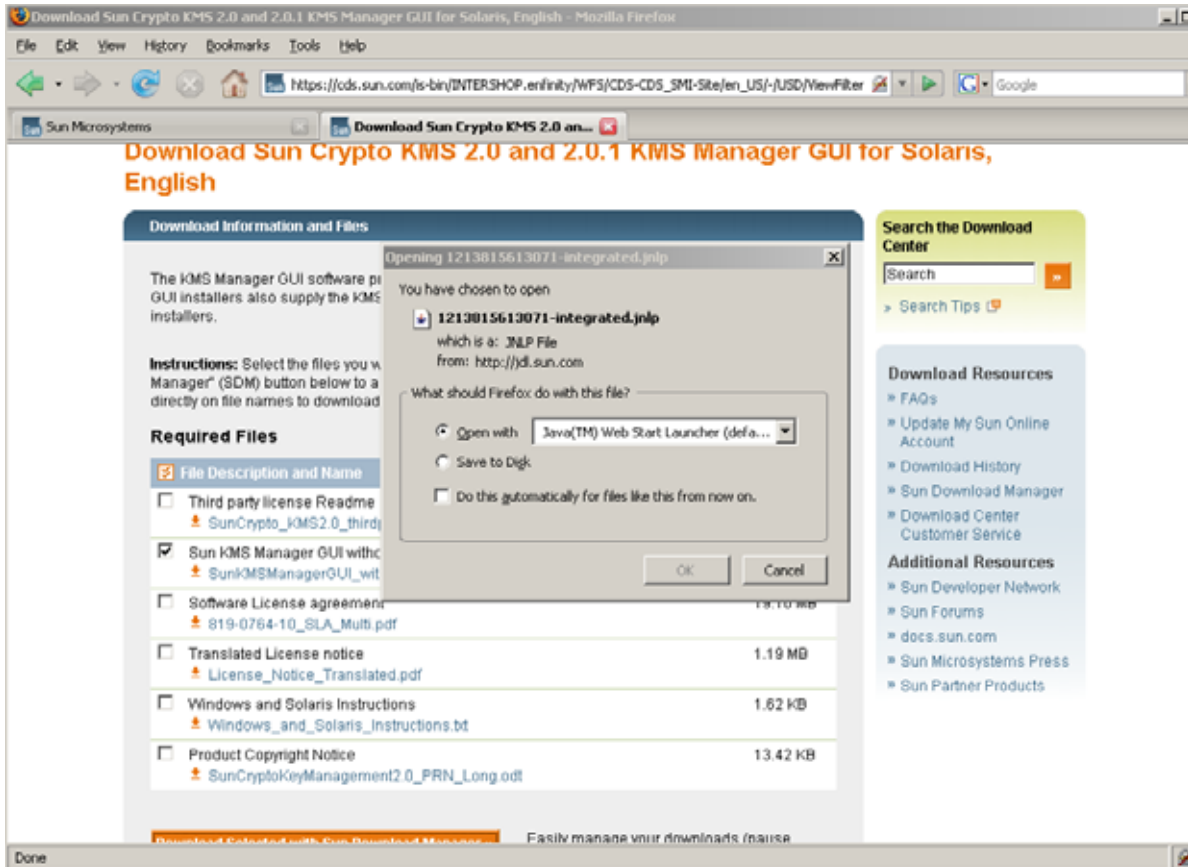 Download Sun Crypto KMS 2.0 and 2.0.1 KMS Manager GUI for Solaris, English - Mozilla Firefox
File Edit View History Bookmarks Tools Help
https://cds.sun.com/is-bin/INTERSHOP.enfinity/WFS/CDS-CDS_SMI-Site/en_US/-/USD/ViewFilter
Google
Sun Microsystems
Download Sun Crypto KMS 2.0 an...
Download Sun Crypto KMS 2.0 and 2.0.1 KMS Manager GUI for Solaris,
English
Download Information and Files
The KMS Manager GUI software
GUI installers also supply the KMS
installers.
Instructions: Select the files you
Manager" (SDM) button below to a
directly on file names to download
Required Files
File Description and Name
Third party license Readme
SunCrypto_KMS2.0_third
Sun KMS Manager GUI
SunKMSManagerGUI_wit
Software License agreement
19.10 MB
819-0764-10_SLA_Multi.pdf
Translated License notice
1.19 MB
License_Notice_Translated.pdf
Windows and Solaris Instructions
1.62 KB
Windows_and_Solaris_Instructions.txt
Product Copyright Notice
13.42 KB
SunCryptoKeyManagement2.0_PRN_Long.odt
Download Selected with Sun Download Manager
Easily manage your downloads (pause
Opening 1213815613071-integrated.jnlp
You have chosen to open
1213815613071-integrated.jnlp
which is a: JNLP File
from: http://jdl.sun.com
What should Firefox do with this file?
Open with
Java(TM) Web Start Launcher (defa...
Save to Disk
Do this automatically for files like this from now on.
OK
Cancel
Search the Download
Center
Search
» Search Tips
Download Resources
» FAQs
» Update My Sun Online
Account
» Download History
» Sun Download Manager
» Download Center
Customer Service
Additional Resources
» Sun Developer Network
» Sun Forums
» docs.sun.com
» Sun Microsystems Press
» Sun Partner Products
Done